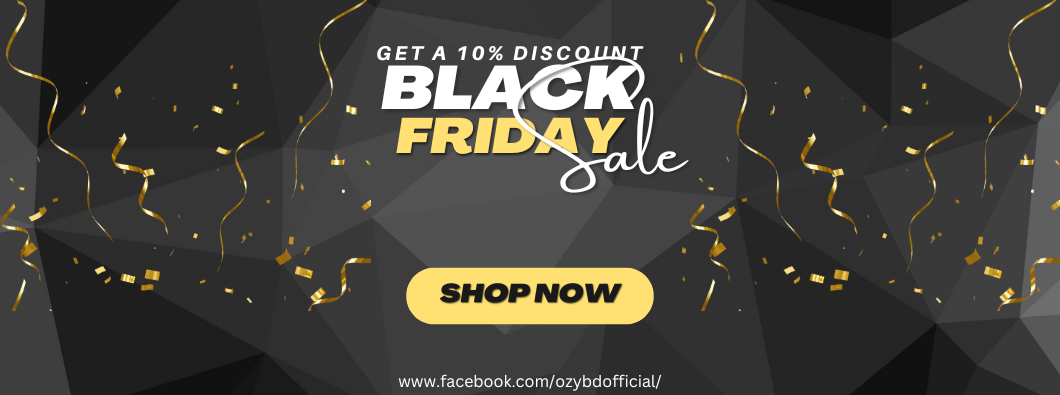 GET A 10% DISCOUNT
BLACK
FRIDAY
Sale
SHOP NOW
www.facebook.com/ozybdofficial/